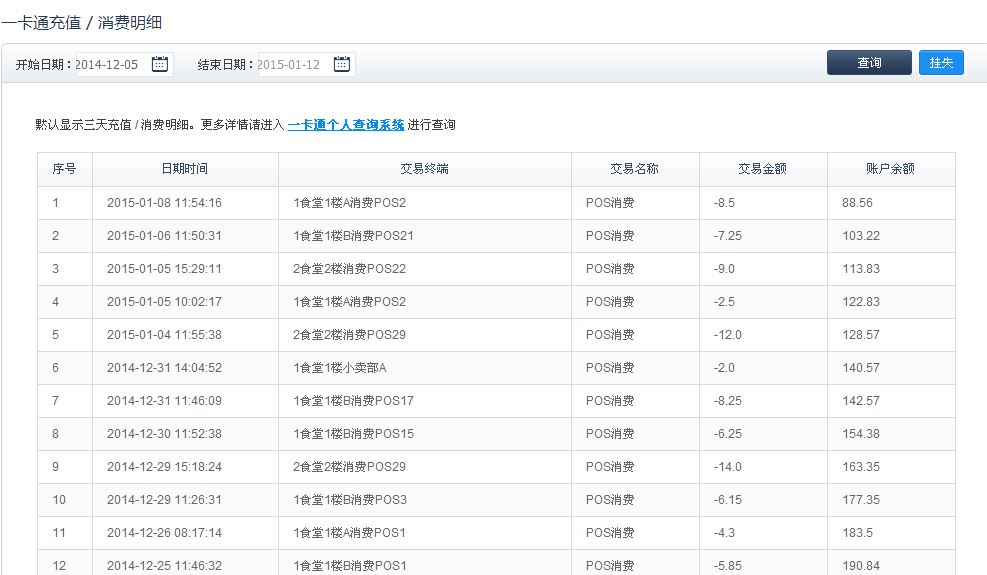 一卡通充值 / 消费明细
开始日期：2014-12-05 结束日期：2015-01-12 查询 挂失
默认显示三天充值 / 消费明细。更多详情请进入 一卡通个人查询系统 进行查询
序号 日期时间 交易终端 交易名称 交易金额 账户余额
1 2015-01-08 11:54:16 1食堂1楼A消费POS2 POS消费 -8.5 88.56
2 2015-01-06 11:50:31 1食堂1楼B消费POS21 POS消费 -7.25 103.22
3 2015-01-05 15:29:11 2食堂2楼消费POS22 POS消费 -9.0 113.83
4 2015-01-05 10:02:17 1食堂1楼A消费POS2 POS消费 -2.5 122.83
5 2015-01-04 11:55:38 2食堂2楼消费POS29 POS消费 -12.0 128.57
6 2014-12-31 14:04:52 1食堂1楼小卖部A POS消费 -2.0 140.57
7 2014-12-31 11:46:09 1食堂1楼B消费POS17 POS消费 -8.25 142.57
8 2014-12-30 11:52:38 1食堂1楼B消费POS15 POS消费 -6.25 154.38
9 2014-12-29 15:18:24 2食堂2楼消费POS29 POS消费 -14.0 163.35
10 2014-12-29 11:26:31 1食堂1楼B消费POS3 POS消费 -6.15 177.35
11 2014-12-26 08:17:14 1食堂1楼A消费POS1 POS消费 -4.3 183.5
12 2014-12-25 11:46:32 1食堂1楼B消费POS1 POS消费 -5.85 190.84